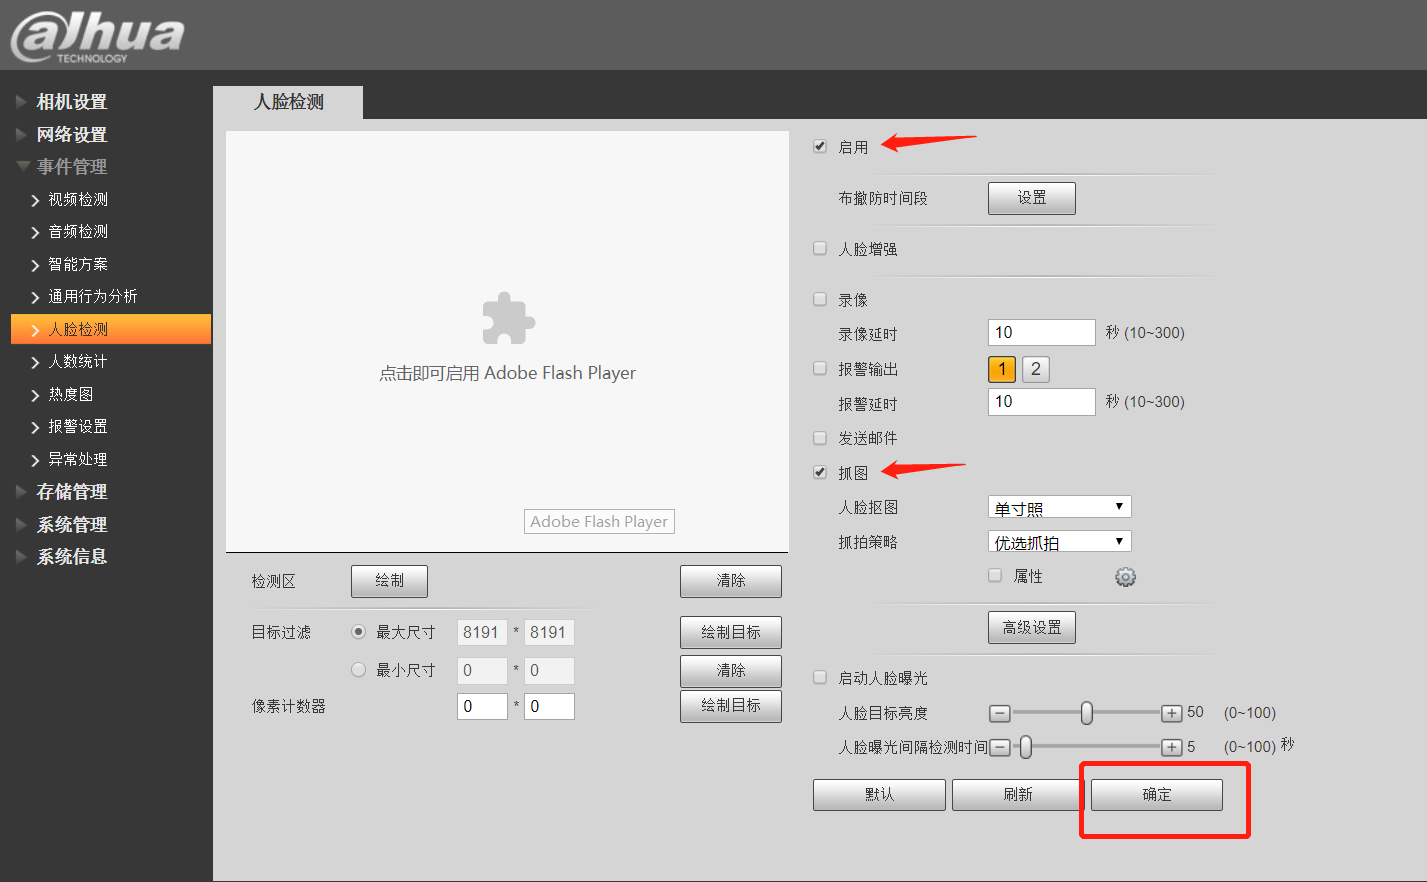 alhua
TECHNOLOGY
相机设置
网络设置
事件管理
视频检测
音频检测
智能方案
通用行为分析
人脸检测
人数统计
热度图
报警设置
异常处理
存储管理
系统管理
系统信息
人脸检测
点击即可启用 Adobe Flash Player
Adobe Flash Player
检测区 绘制 清除
目标过滤 最大尺寸 8191 * 8191 绘制目标
最小尺寸 0 * 0 清除
像素计数器 0 * 0 绘制目标
启用
布撤防时间段 设置
人脸增强
录像
录像延时 10 秒 (10~300)
报警输出 1 2
报警延时 10 秒 (10~300)
发送邮件
抓图
人脸抠图 单寸照
抓拍策略 优选抓拍
属性
高级设置
启动人脸曝光
人脸目标亮度 50 (0~100)
人脸曝光间隔检测时间 5 (0~100) 秒
默认 刷新 确定